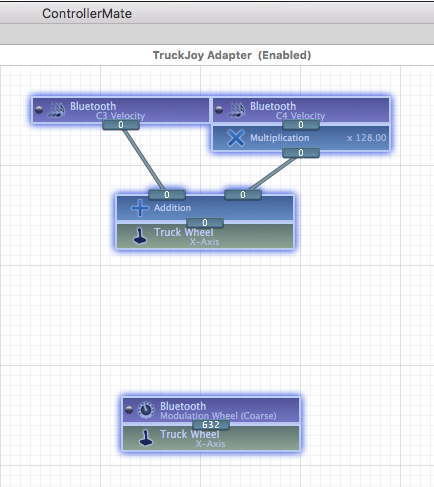 ControllerMate
TruckJoy Adapter (Enabled)
Bluetooth
C3 Velocity
0
Bluetooth
C4 Velocity
0
Multiplication x 128.00
0
0
0
Addition
0
Truck Wheel
X-Axis
Bluetooth
Modulation Wheel (Coarse)
632
Truck Wheel
X-Axis